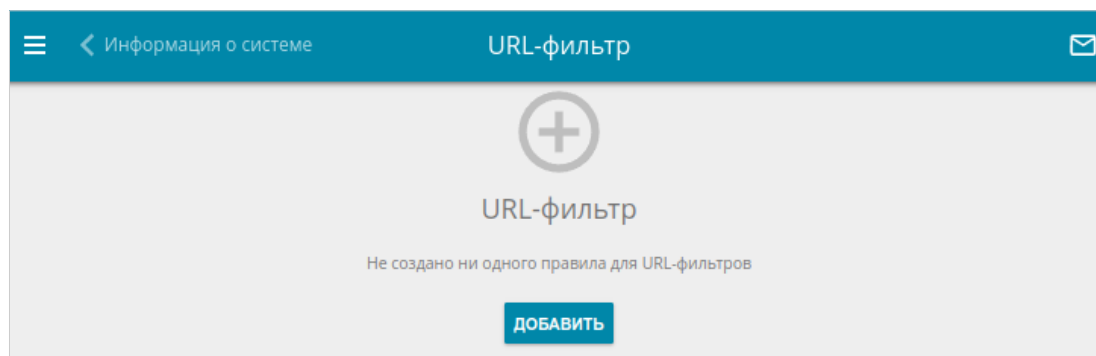 Информация о системе
URL-фильтр
URL-фильтр
Не создано ни одного правила для URL-фильтров
ДОБАВИТЬ